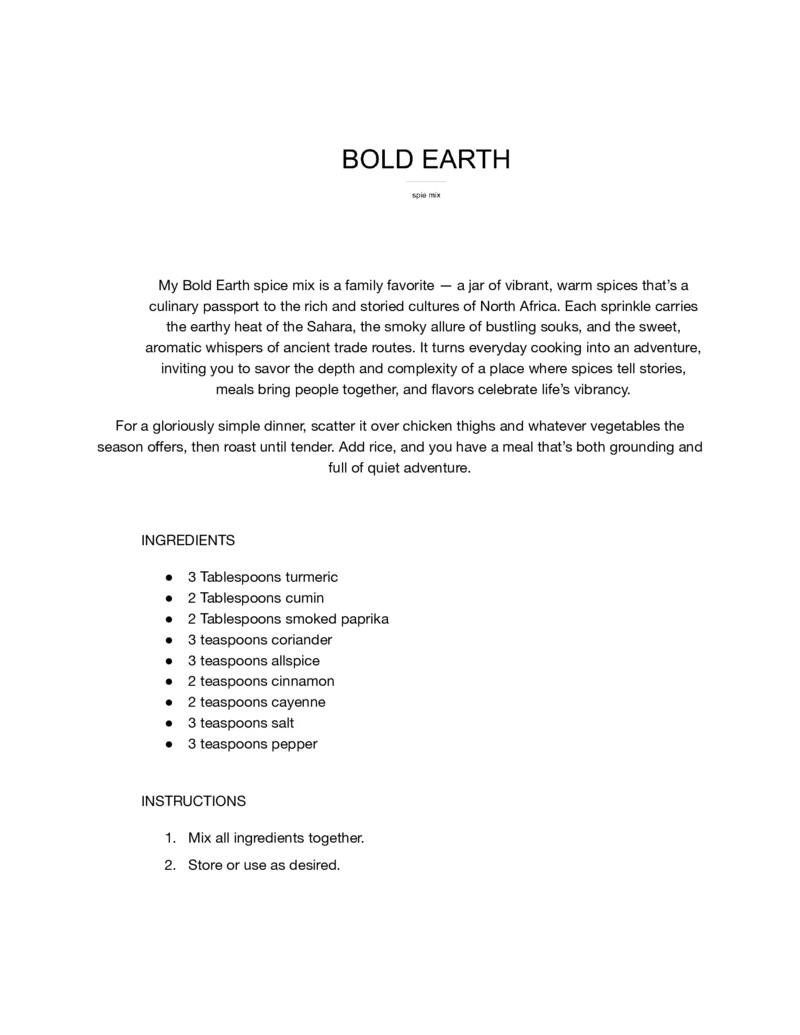 BOLD EARTH
spie mix
My Bold Earth spice mix is a family favorite — a jar of vibrant, warm spices that’s a
culinary passport to the rich and storied cultures of North Africa. Each sprinkle carries
the earthy heat of the Sahara, the smoky allure of bustling souks, and the sweet,
aromatic whispers of ancient trade routes. It turns everyday cooking into an adventure,
inviting you to savor the depth and complexity of a place where spices tell stories,
meals bring people together, and flavors celebrate life’s vibrancy.
For a gloriously simple dinner, scatter it over chicken thighs and whatever vegetables the
season offers, then roast until tender. Add rice, and you have a meal that’s both grounding and
full of quiet adventure.
INGREDIENTS
● 3 Tablespoons turmeric
● 2 Tablespoons cumin
● 2 Tablespoons smoked paprika
● 3 teaspoons coriander
● 3 teaspoons allspice
● 2 teaspoons cinnamon
● 2 teaspoons cayenne
● 3 teaspoons salt
● 3 teaspoons pepper
INSTRUCTIONS
1. Mix all ingredients together.
2. Store or use as desired.